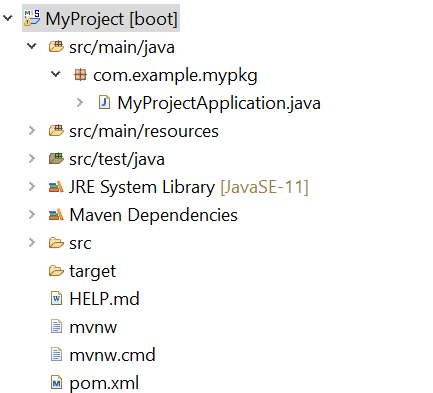 MyProject [boot]
src/main/java
com.example.mypkg
MyProjectApplication.java
src/main/resources
src/test/java
JRE System Library [JavaSE-11]
Maven Dependencies
src
target
HELP.md
mvnw
mvnw.cmd
pom.xml